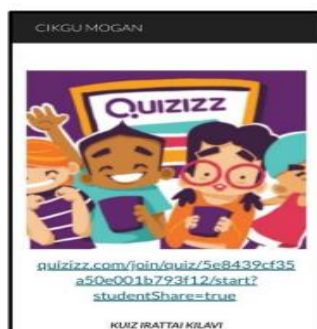 CIKGU MOGAN
QUIZIZZ
quizizz.com/join/quiz/5e8439cf35
a50e001b793f12/start?
studentShare=true
KUIZ IRATTAI KILAVI